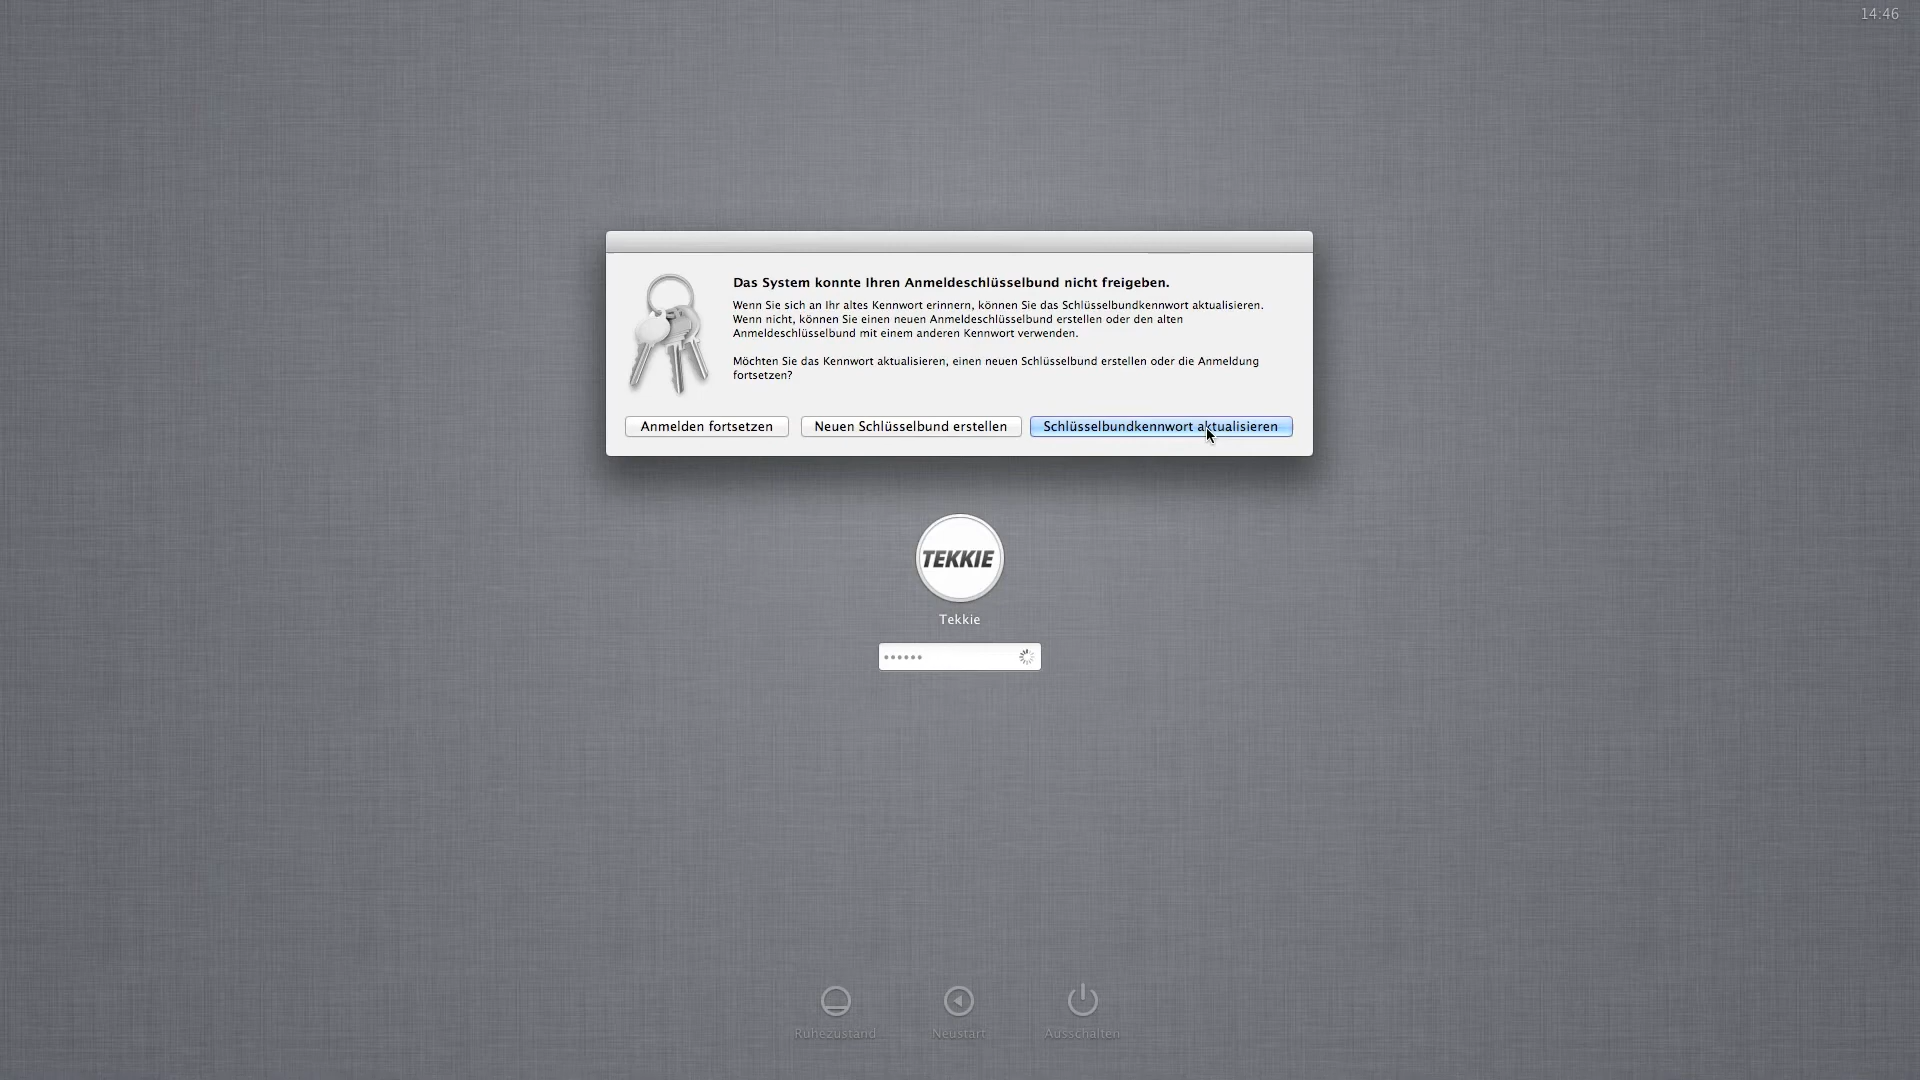 14:46
Das System konnte Ihren Anmeldeschlüsselbund nicht freigeben.
Wenn Sie sich an Ihr altes Kennwort erinnern, können Sie das Schlüsselbundkennwort aktualisieren.
Wenn nicht, können Sie einen neuen Anmeldeschlüsselbund erstellen oder den alten
Anmeldeschlüsselbund mit einem anderen Kennwort verwenden.
Möchten Sie das Kennwort aktualisieren, einen neuen Schlüsselbund erstellen oder die Anmeldung
fortsetzen?
Anmelden fortsetzen Neuen Schlüsselbund erstellen Schlüsselbundkennwort aktualisieren
TEKKIE
Tekkie
Ruhezustand Neustart Ausschalten